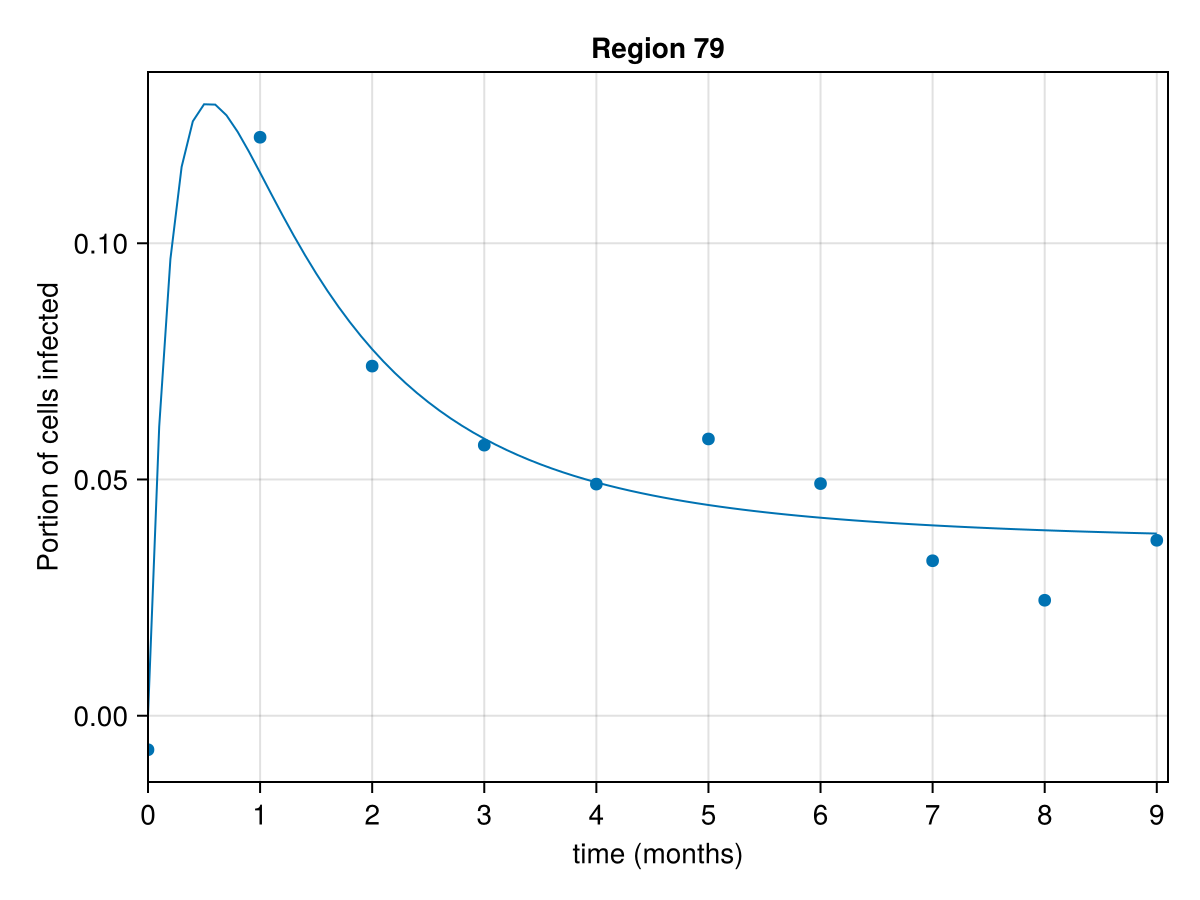 Region 79
Portion of cells infected
0.10
0.05
0.00
0 1 2 3 4 5 6 7 8 9
time (months)